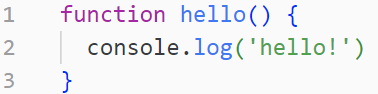 1 function hello() {
2   console.log('hello!')
3 }